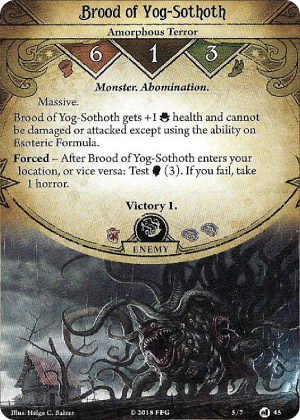 Brood of Yog-Sothoth
Amorphous Terror
6 1 3
Monster. Abomination.
Massive.
Brood of Yog-Sothoth gets +1 health and cannot
be damaged or attacked except using the ability on
Esoteric Formula.
Forced – After Brood of Yog-Sothoth enters your
location, or vice versa: Test (3). If you fail, take
1 horror.
Victory 1.
ENEMY
Illus. Helge C. Balzer
© 2018 FFG
5/7
45